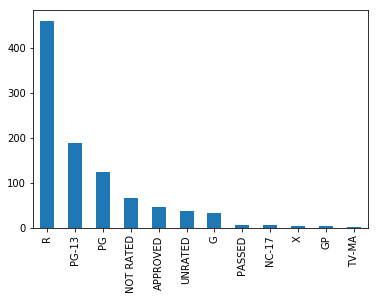 400
300
200
100
0
R
PG-13
PG
NOT RATED
APPROVED
UNRATED
G
PASSED
NC-17
X
GP
TV-MA